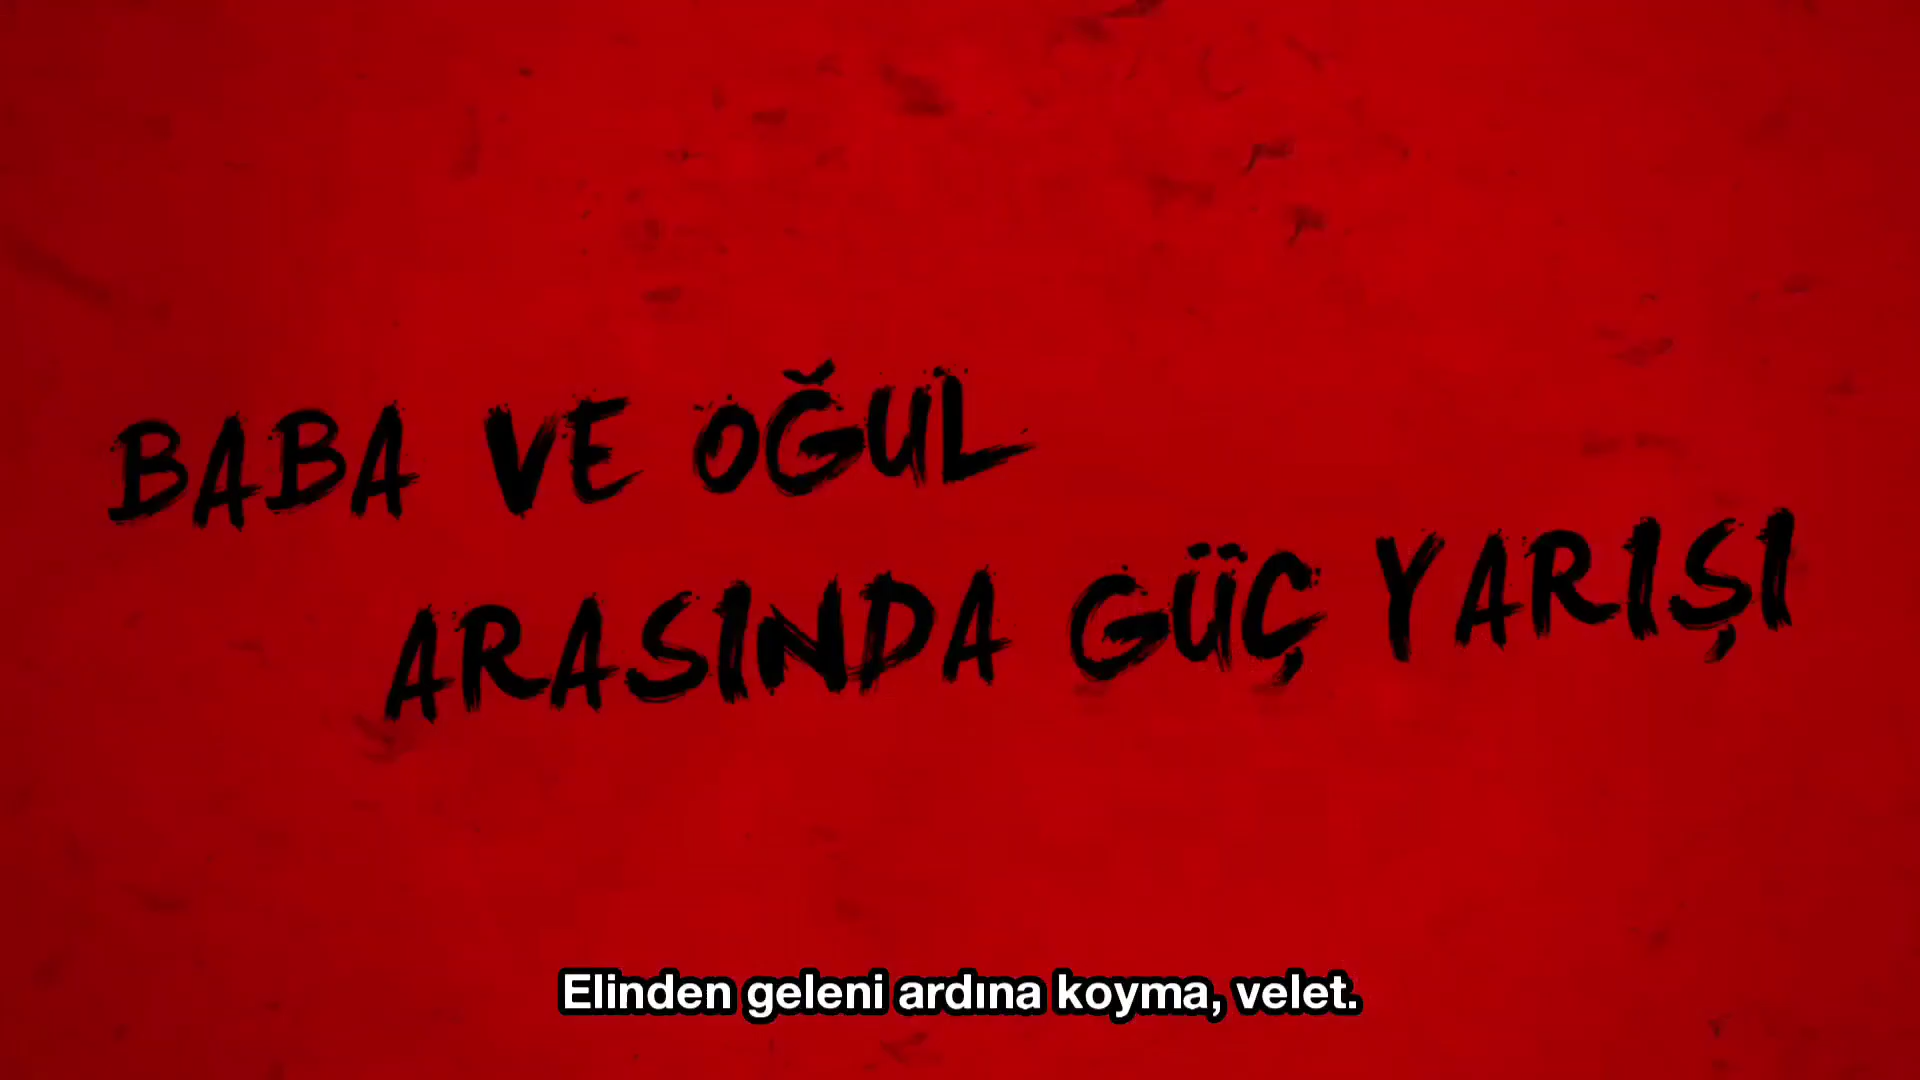 BABA VE OĞUL
ARASINDA GÜÇ YARIŞI
Elinden geleni ardına koyma, velet.